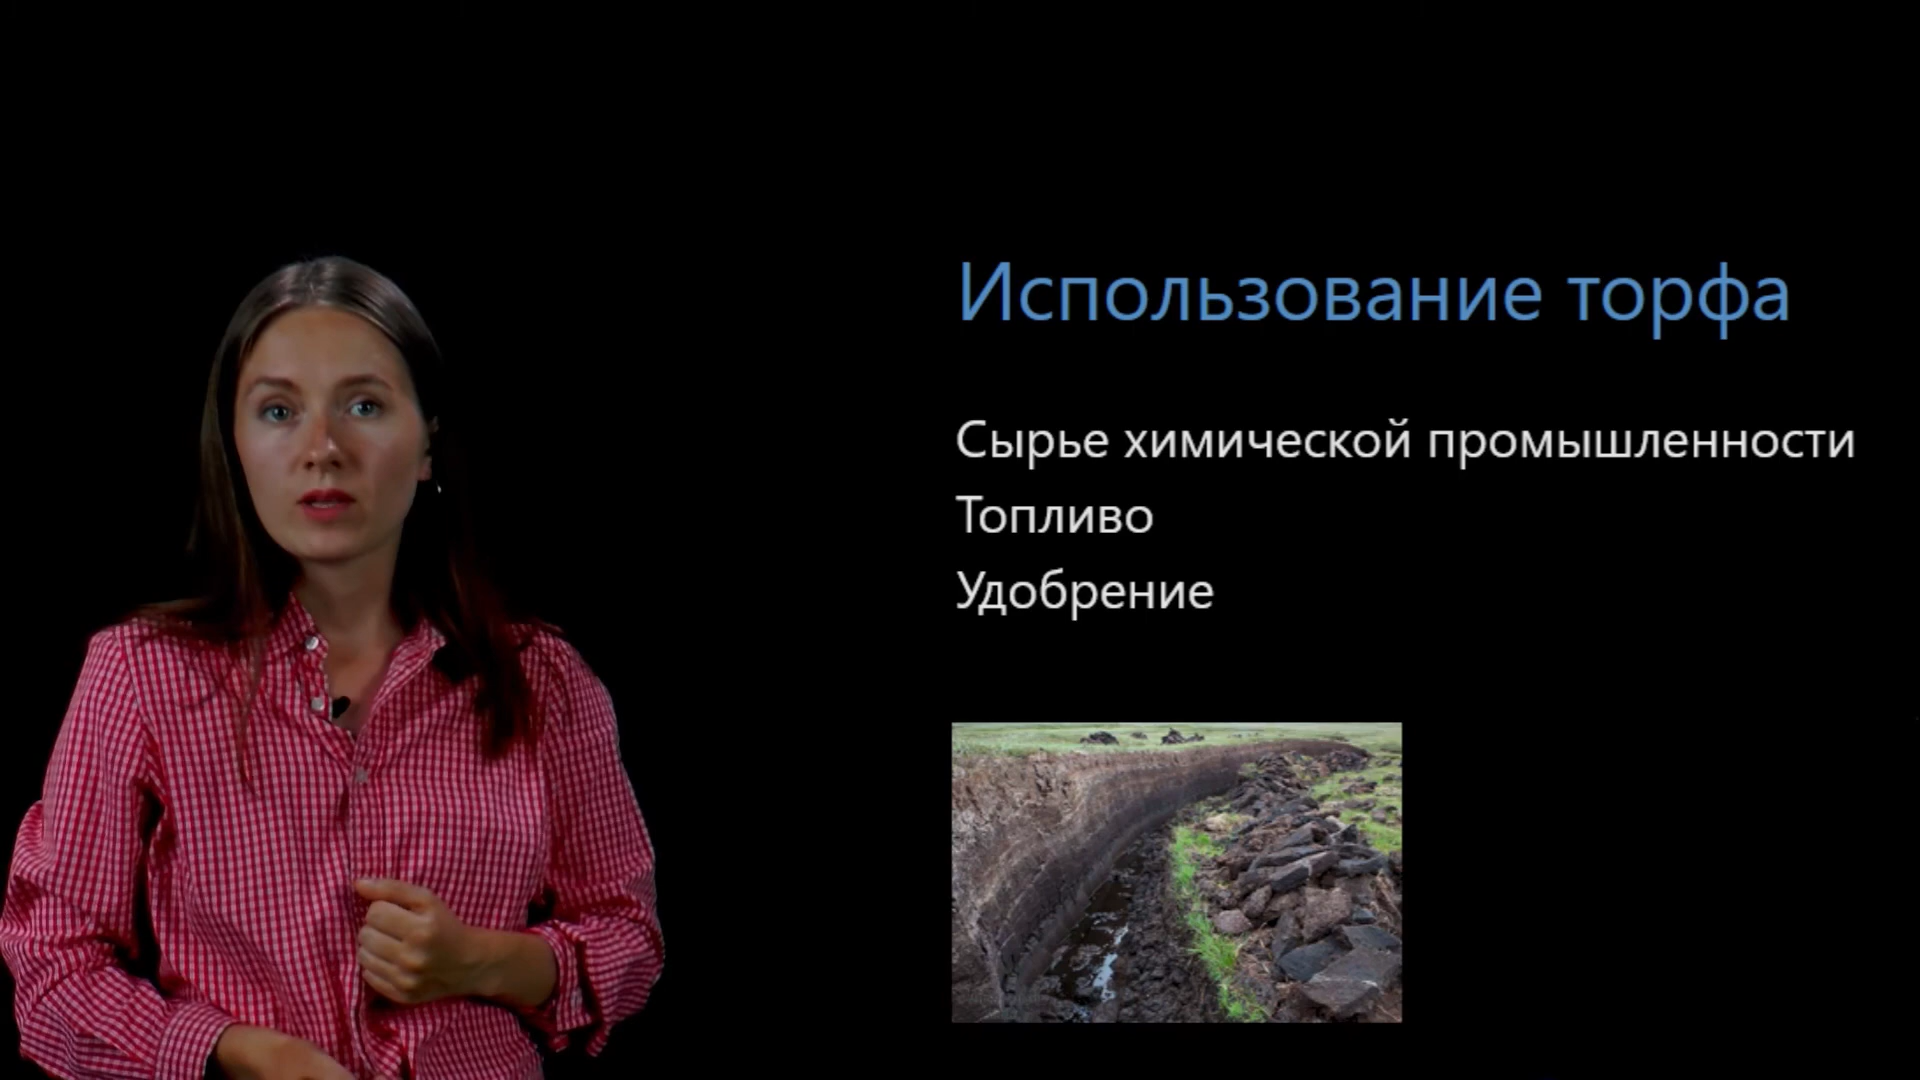 Использование торфа
Сырье химической промышленности
Топливо
Удобрение